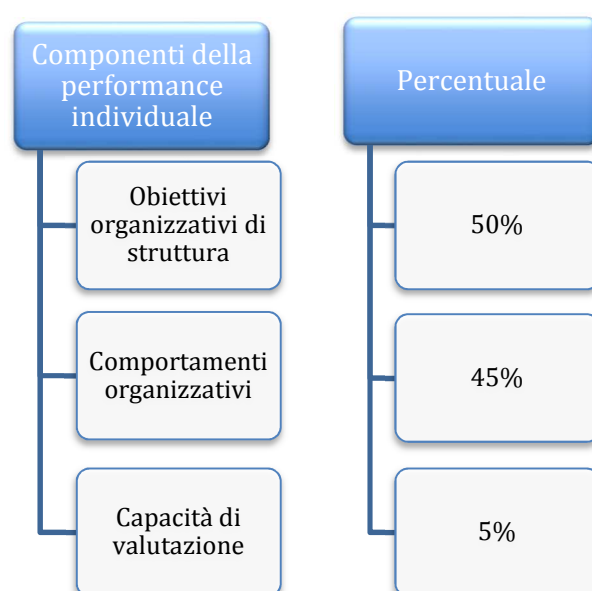 Componenti della
performance
individuale
Obiettivi
organizzativi di
struttura
Comportamenti
organizzativi
Capacità di
valutazione
Percentuale
50%
45%
5%